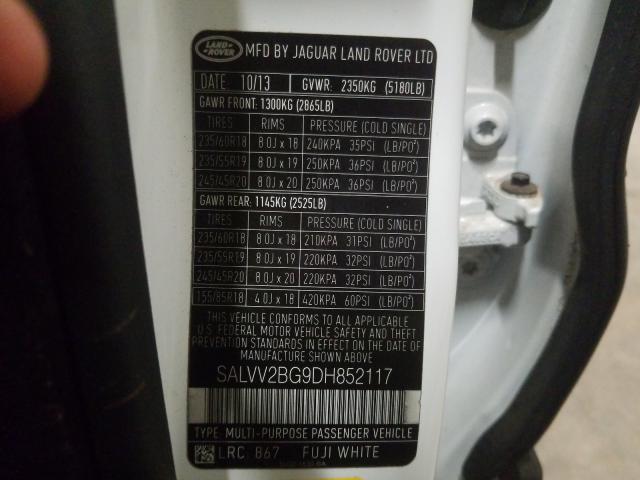 LAND ROVER MFD BY JAGUAR LAND ROVER LTD
DATE: 10/13 GVWR: 2350KG (5180LB)
GAWR FRONT: 1300KG (2865LB)
TIRES RIMS PRESSURE (COLD SINGLE)
235/60R18 8.0J x 18 240KPA 35PSI (LB/PO²)
235/55R19 8.0J x 19 250KPA 36PSI (LB/PO²)
245/45R20 8.0J x 20 250KPA 36PSI (LB/PO²)
GAWR REAR: 1145KG (2525LB)
TIRES RIMS PRESSURE (COLD SINGLE)
235/60R18 8.0J x 18 210KPA 31PSI (LB/PO²)
235/55R19 8.0J x 19 220KPA 32PSI (LB/PO²)
245/45R20 8.0J x 20 220KPA 32PSI (LB/PO²)
155/85R18 4.0J x 18 420KPA 60PSI (LB/PO²)
THIS VEHICLE CONFORMS TO ALL APPLICABLE
U.S. FEDERAL MOTOR VEHICLE SAFETY AND THEFT
PREVENTION STANDARDS IN EFFECT ON THE DATE OF
MANUFACTURE SHOWN ABOVE
SALVV2BG9DH852117
TYPE: MULTI-PURPOSE PASSENGER VEHICLE
LRC: 867 FUJI WHITE